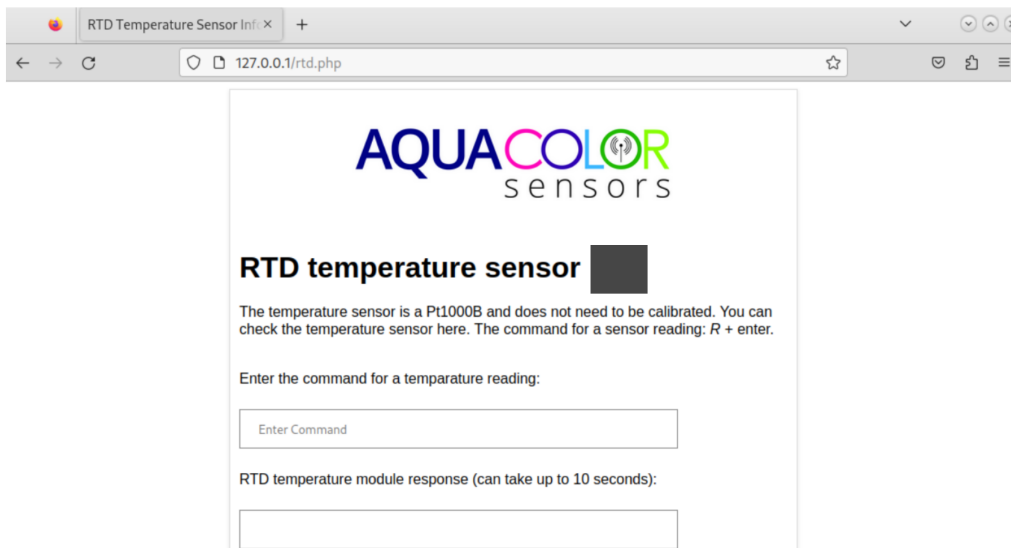 RTD Temperature Sensor Inf
127.0.0.1/rtd.php
AQUACOLOR
sensors
RTD temperature sensor
The temperature sensor is a Pt1000B and does not need to be calibrated. You can
check the temperature sensor here. The command for a sensor reading: R + enter.
Enter the command for a temparature reading:
Enter Command
RTD temperature module response (can take up to 10 seconds):